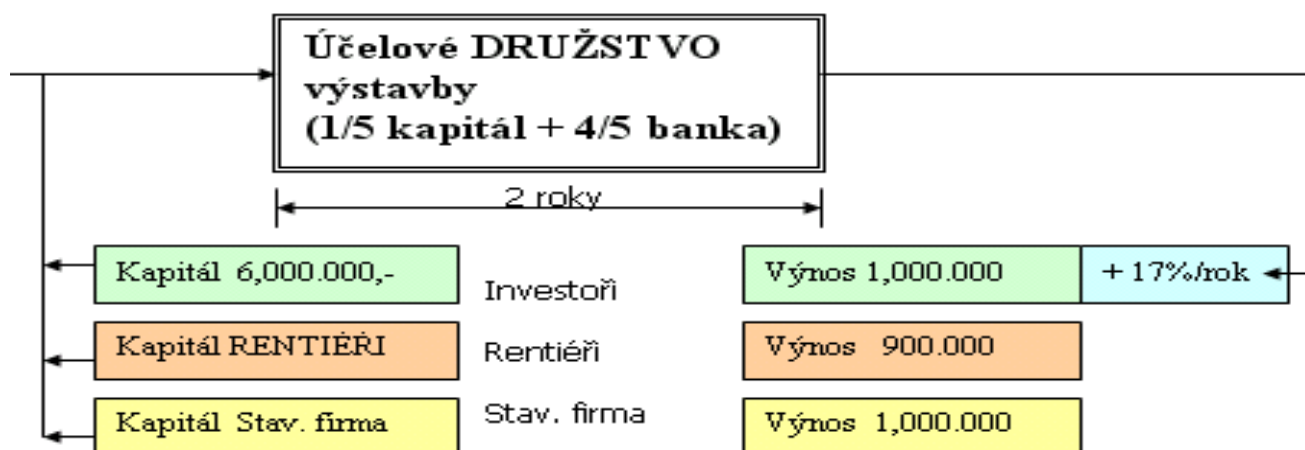 Účelové DRUŽSTVO
výstavby
(1/5 kapitál + 4/5 banka)
2 roky
Kapitál 6,000.000,-
Investoři
Výnos 1,000.000
+ 17%/rok
Kapitál RENTIÉŘI
Rentiéři
Výnos 900.000
Kapitál Stav. firma
Stav. firma
Výnos 1,000.000